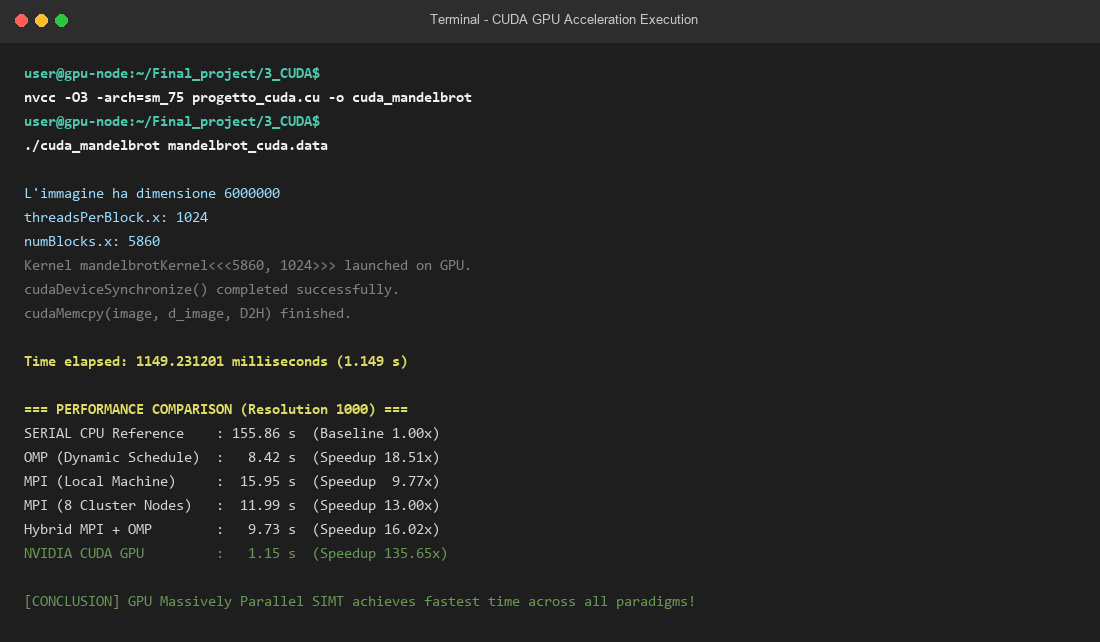 Terminal - CUDA GPU Acceleration Execution
user@gpu-node:~/Final_project/3_CUDA$
nvcc -O3 -arch=sm_75 progetto_cuda.cu -o cuda_mandelbrot
user@gpu-node:~/Final_project/3_CUDA$
./cuda_mandelbrot mandelbrot_cuda.data
L'immagine ha dimensione 6000000
threadsPerBlock.x: 1024
numBlocks.x: 5860
Kernel mandelbrotKernel<<<5860, 1024>>> launched on GPU.
cudaDeviceSynchronize() completed successfully.
cudaMemcpy(image, d_image, D2H) finished.
Time elapsed: 1149.231201 milliseconds (1.149 s)
=== PERFORMANCE COMPARISON (Resolution 1000) ===
SERIAL CPU Reference    : 155.86 s  (Baseline 1.00x)
OMP (Dynamic Schedule)  :   8.42 s  (Speedup 18.51x)
MPI (Local Machine)     :  15.95 s  (Speedup  9.77x)
MPI (8 Cluster Nodes)   :  11.99 s  (Speedup 13.00x)
Hybrid MPI + OMP        :   9.73 s  (Speedup 16.02x)
NVIDIA CUDA GPU         :   1.15 s  (Speedup 135.65x)
[CONCLUSION] GPU Massively Parallel SIMT achieves fastest time across all paradigms!